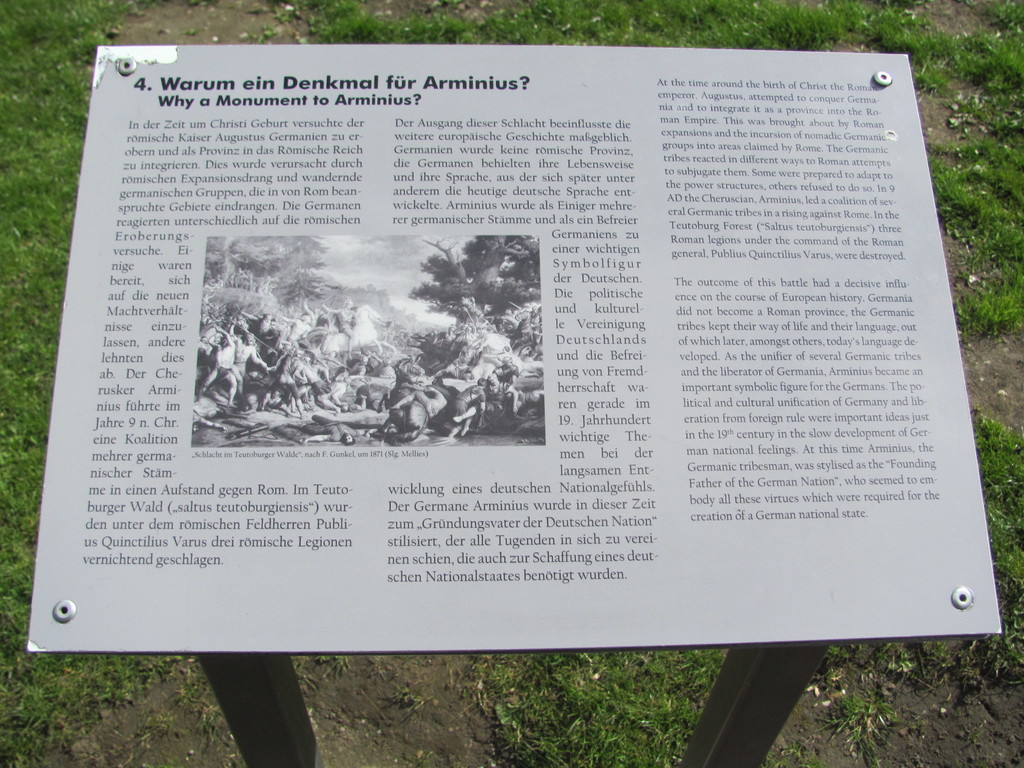 4. Warum ein Denkmal für Arminius?
Why a Monument to Arminius?
In der Zeit um Christi Geburt versuchte der
römische Kaiser Augustus Germanien zu er-
obern und als Provinz in das Römische Reich
zu integrieren. Dies wurde verursacht durch
römischen Expansionsdrang und wandernde
germanischen Gruppen, die in von Rom bean-
spruchte Gebiete eindrangen. Die Germanen
reagierten unterschiedlich auf die römischen
Eroberungs-
versuche. Ei-
nige waren
bereit, sich
auf die neuen
Machtverhält-
nisse einzu-
lassen, andere
lehnten dies
ab. Der Che-
rusker Armi-
nius führte im
Jahre 9 n. Chr.
eine Koalition
mehrer germa-
nischer Stäm-
me in einen Aufstand gegen Rom. Im Teuto-
burger Wald („saltus teutoburgiensis“) wur-
den unter dem römischen Feldherren Publi-
us Quinctilius Varus drei römische Legionen
vernichtend geschlagen.
„Schlacht im Teutoburger Walde“, nach F. Gunkel, um 1871 (Slg. Mellies)
Der Ausgang dieser Schlacht beeinflusste die
weitere europäische Geschichte maßgeblich.
Germanien wurde keine römische Provinz,
die Germanen behielten ihre Lebensweise
und ihre Sprache, aus der sich später unter
anderem die heutige deutsche Sprache ent-
wickelte. Arminius wurde als Einiger mehre-
rer germanischer Stämme und als ein Befreier
Germaniens zu
einer wichtigen
Symbolfigur
der Deutschen.
Die politische
und kulturel-
le Vereinigung
Deutschlands
und die Befrei-
ung von Fremd-
herrschaft wa-
ren gerade im
19. Jahrhundert
wichtige The-
men bei der
langsamen Ent-
wicklung eines deutschen Nationalgefühls.
Der Germane Arminius wurde in dieser Zeit
zum „Gründungsvater der Deutschen Nation“
stilisiert, der alle Tugenden in sich zu verei-
nen schien, die auch zur Schaffung eines deut-
schen Nationalstaates benötigt wurden.
At the time around the birth of Christ the Roman
emperor, Augustus, attempted to conquer Germa-
nia and to integrate it as a province into the Ro-
man Empire. This was brought about by Roman
expansions and the incursion of nomadic Germanic
groups into areas claimed by Rome. The Germanic
tribes reacted in different ways to Roman attempts
to subjugate them. Some were prepared to adapt to
the power structures, others refused to do so. In 9
AD the Cheruscian, Arminius, led a coalition of sev-
eral Germanic tribes in a rising against Rome. In the
Teutoburg Forest (“Saltus teutoburgiensis”) three
Roman legions under the command of the Roman
general, Publius Quinctilius Varus, were destroyed.
The outcome of this battle had a decisive influ-
ence on the course of European history. Germania
did not become a Roman province, the Germanic
tribes kept their way of life and their language, out
of which later, amongst others, today's language de-
veloped. As the unifier of several Germanic tribes
and the liberator of Germania, Arminius became an
important symbolic figure for the Germans. The po-
litical and cultural unification of Germany and lib-
eration from foreign rule were important ideas just
in the 19th century in the slow development of Ger-
man national feelings. At this time Arminius, the
Germanic tribesman, was stylised as the “Founding
Father of the German Nation”, who seemed to em-
body all these virtues which were required for the
creation of a German national state.